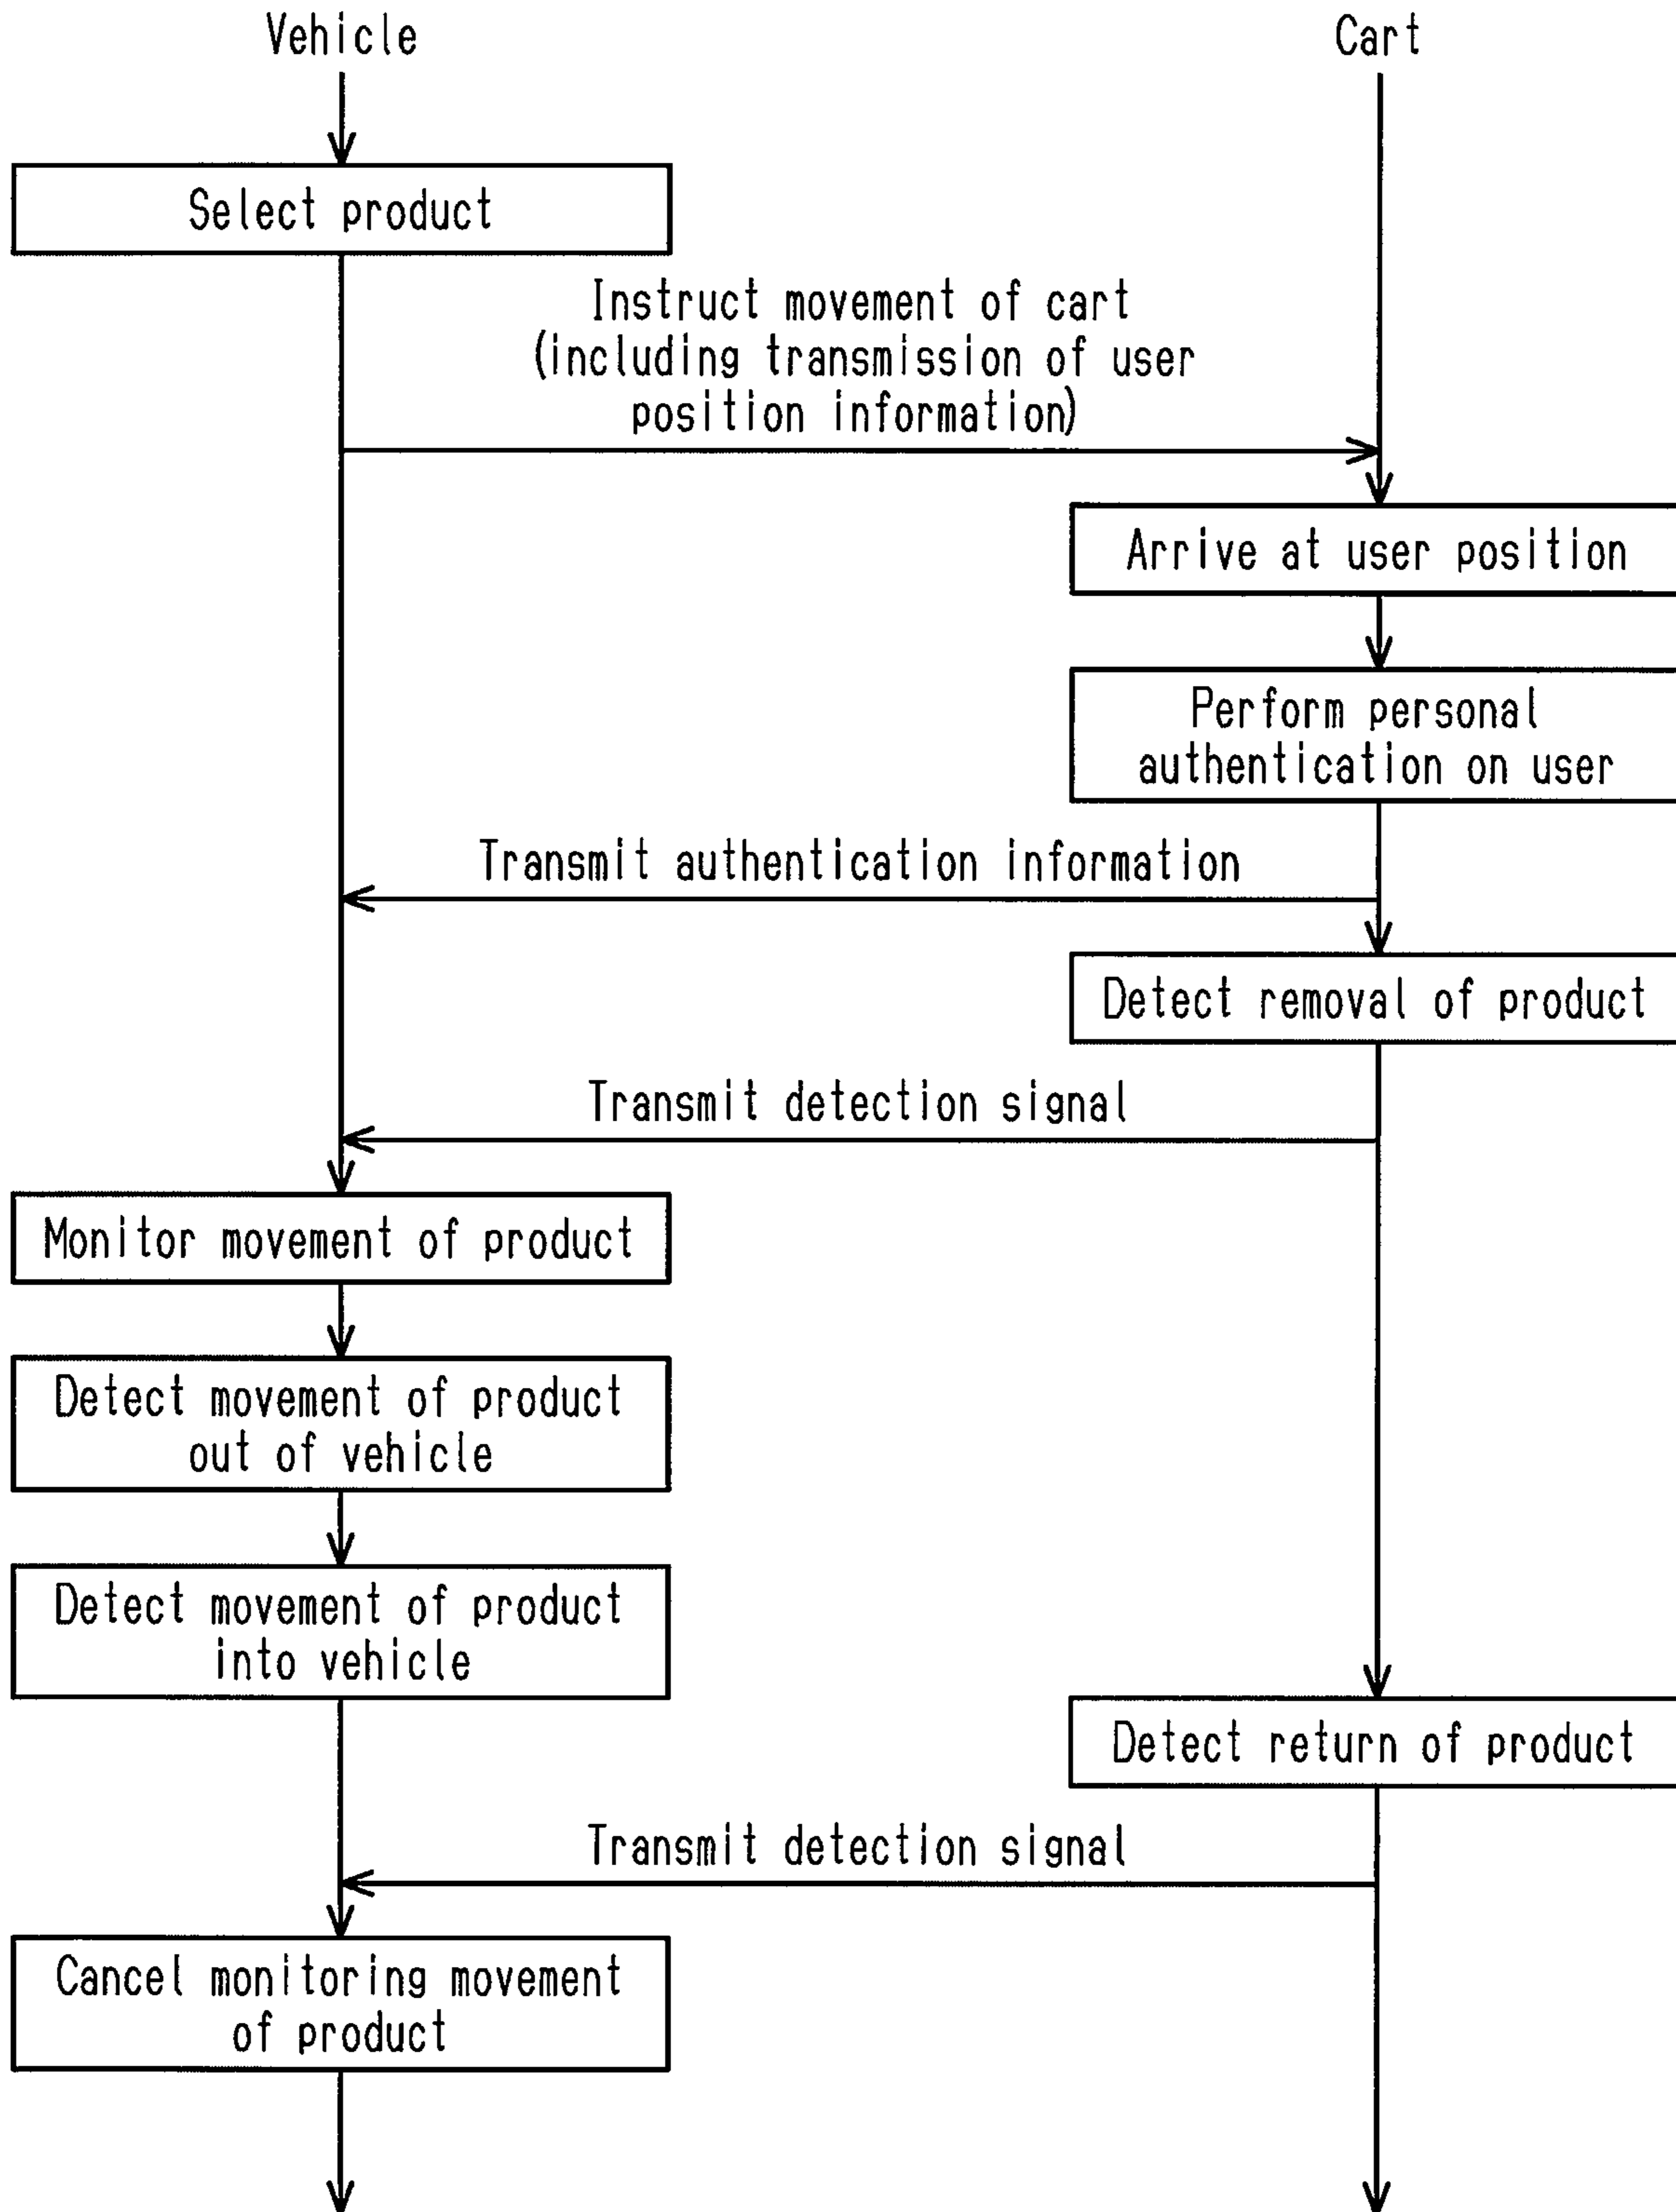 Vehicle
Cart
Select product
Instruct movement of cart
(including transmission of user
position information)
Arrive at user position
Perform personal
authentication on user
Transmit authentication information
Detect removal of product
Transmit detection signal
Monitor movement of product
Detect movement of product
out of vehicle
Detect movement of product
into vehicle
Detect return of product
Transmit detection signal
Cancel monitoring movement
of product